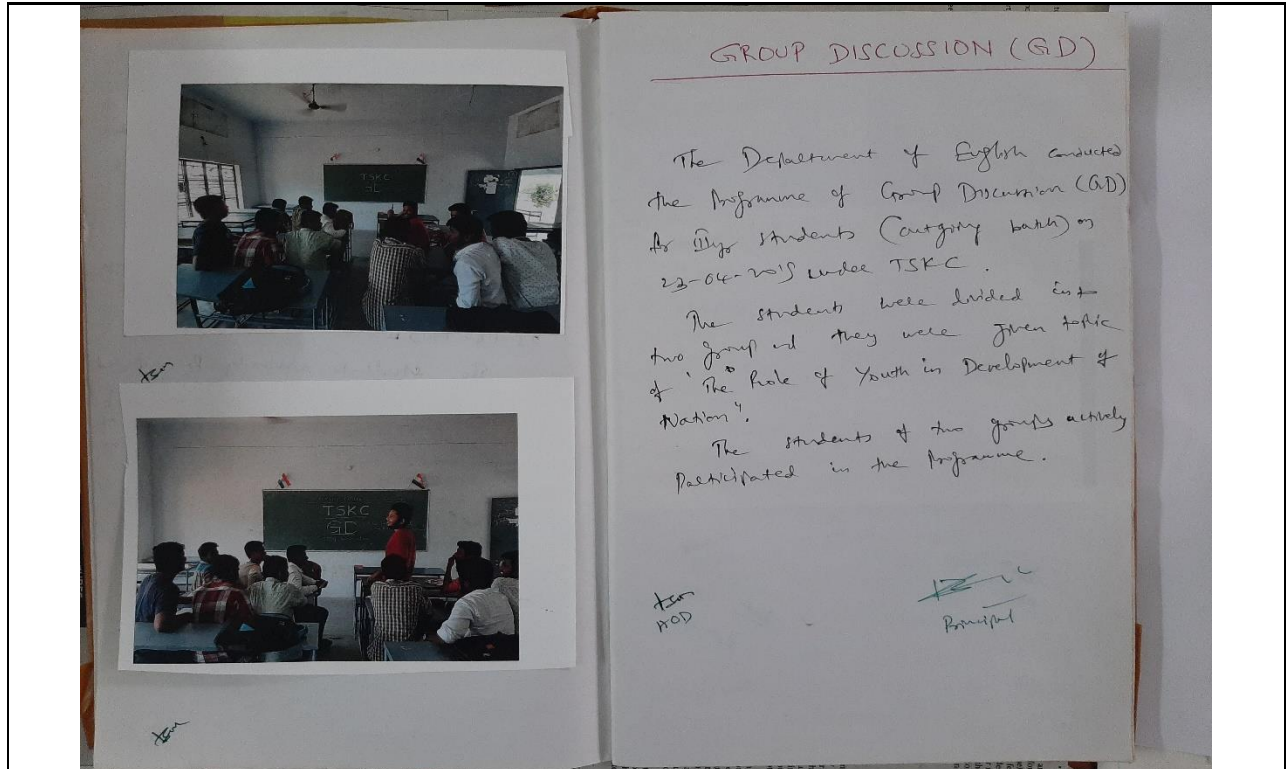 TSKC
GD
TSKC
GD
GROUP DISCUSSION (GD)
The Department of English conducted
the Programme of Group Discussion (GD)
for III yr students (outgoing batch) on
23-04-2019 under TSKC.
The students were divided into
two group and they were given topic
of "The Role of Youth in Development of
Nation".
The students of two groups actively
Participated in the Programme.
HOD
Principal